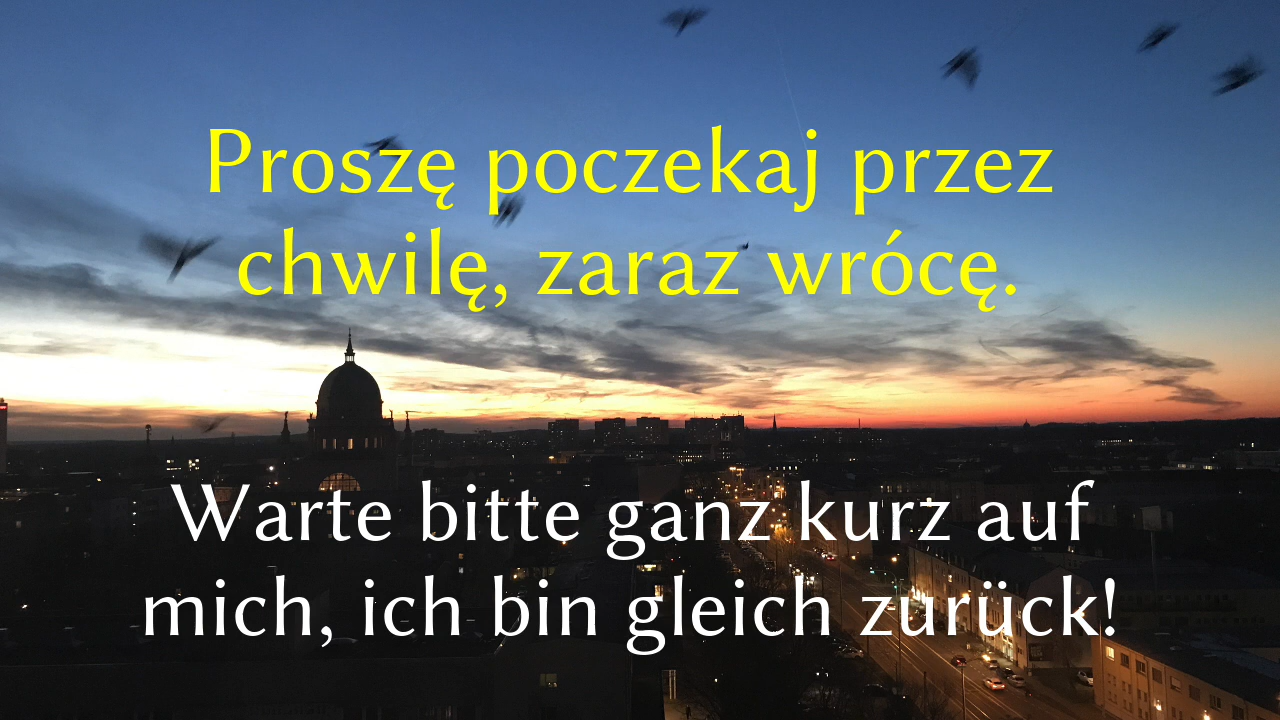 Proszę poczekaj przez
chwilę, zaraz wrócę.
Warte bitte ganz kurz auf
mich, ich bin gleich zurück!